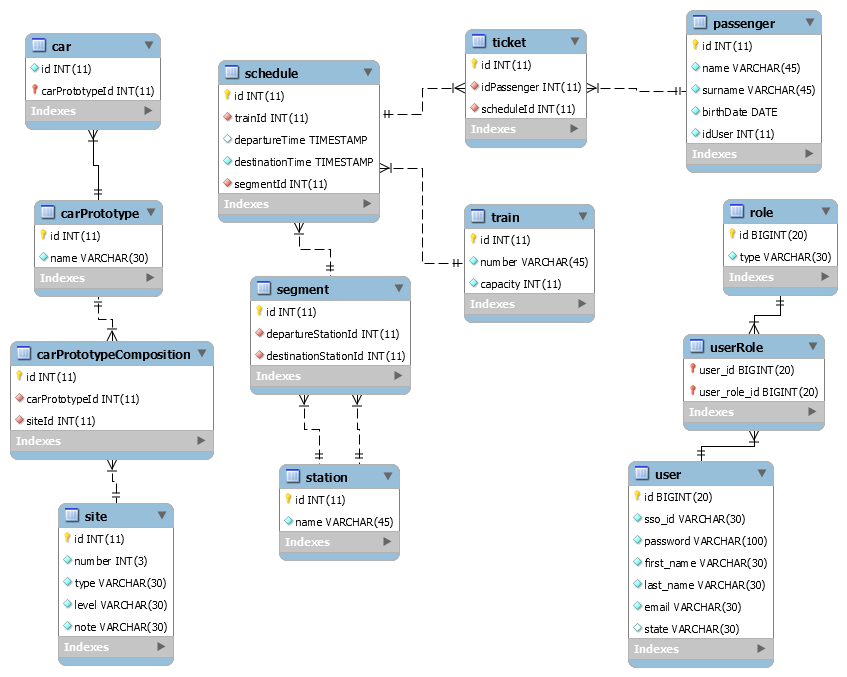 car
id INT(11)
carPrototypeId INT(11)
Indexes
carPrototype
id INT(11)
name VARCHAR(30)
Indexes
carPrototypeComposition
id INT(11)
carPrototypeId INT(11)
siteId INT(11)
Indexes
site
id INT(11)
number INT(3)
type VARCHAR(30)
level VARCHAR(30)
note VARCHAR(30)
Indexes
schedule
id INT(11)
trainId INT(11)
departureTime TIMESTAMP
destinationTime TIMESTAMP
segmentId INT(11)
Indexes
segment
id INT(11)
departureStationId INT(11)
destinationStationId INT(11)
Indexes
station
id INT(11)
name VARCHAR(45)
Indexes
ticket
id INT(11)
idPassenger INT(11)
scheduleId INT(11)
Indexes
train
id INT(11)
number VARCHAR(45)
capacity INT(11)
Indexes
passenger
id INT(11)
name VARCHAR(45)
surname VARCHAR(45)
birthDate DATE
idUser INT(11)
Indexes
role
id BIGINT(20)
type VARCHAR(30)
Indexes
userRole
user_id BIGINT(20)
user_role_id BIGINT(20)
Indexes
user
id BIGINT(20)
sso_id VARCHAR(30)
password VARCHAR(100)
first_name VARCHAR(30)
last_name VARCHAR(30)
email VARCHAR(30)
state VARCHAR(30)
Indexes